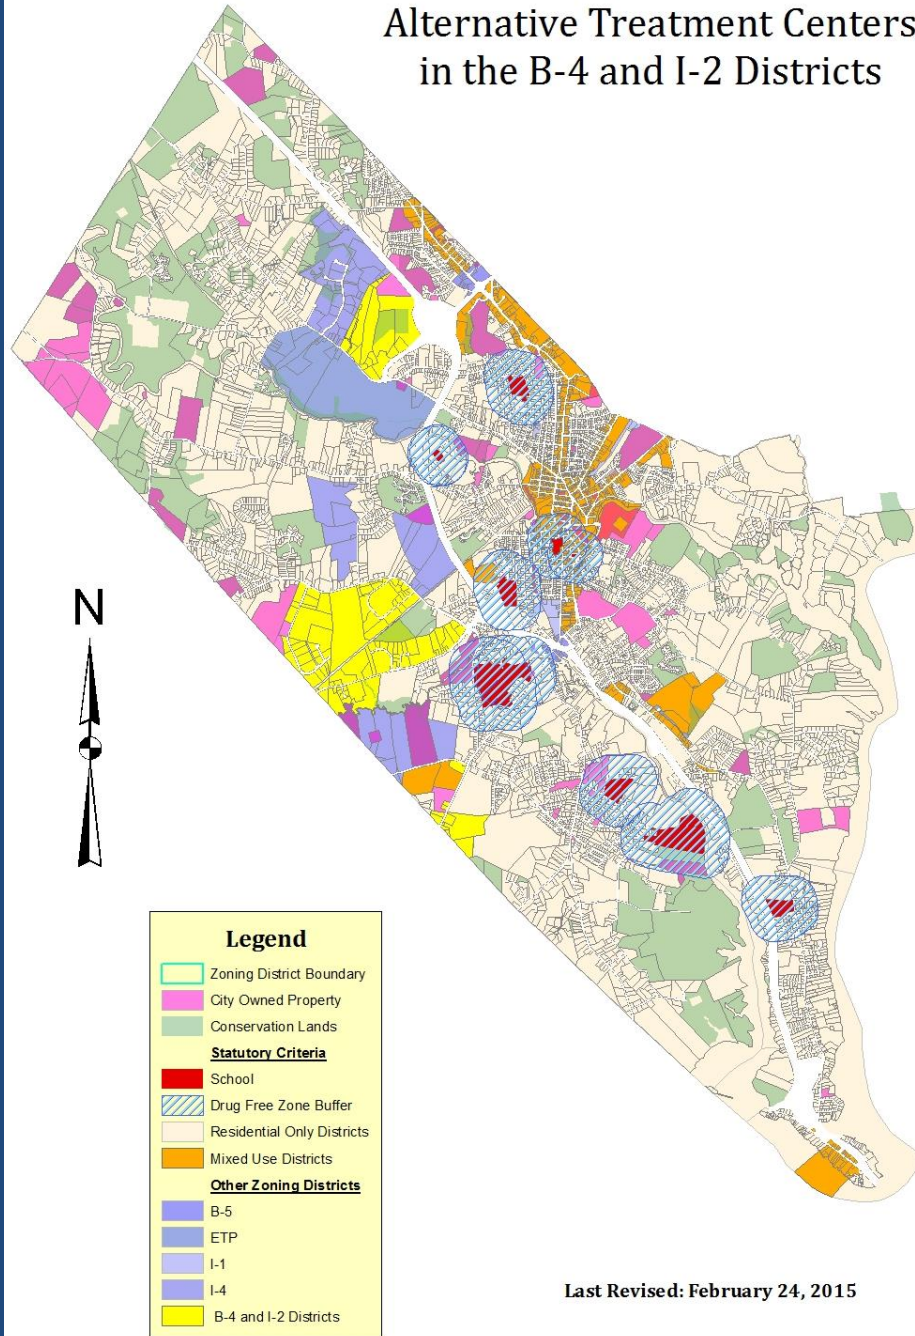 Alternative Treatment Centers
in the B-4 and I-2 Districts
N
Legend
Zoning District Boundary
City Owned Property
Conservation Lands
Statutory Criteria
School
Drug Free Zone Buffer
Residential Only Districts
Mixed Use Districts
Other Zoning Districts
B-5
ETP
I-1
I-4
B-4 and I-2 Districts
Last Revised: February 24, 2015